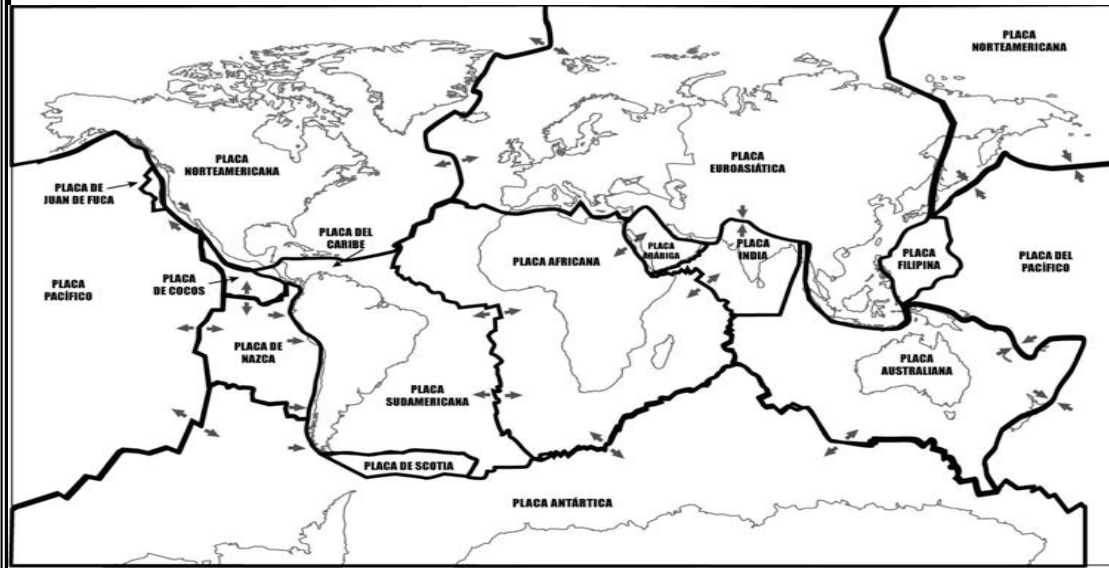 PLACA
NORTEAMERICANA
PLACA
NORTEAMERICANA
PLACA
EUROASIÁTICA
PLACA DE
JUAN DE FUCA
PLACA DEL
CARIBE
PLACA
ARÁBIGA
PLACA
INDIA
PLACA AFRICANA
PLACA
FILIPINA
PLACA DEL
PACÍFICO
PLACA
PACÍFICO
PLACA
DE COCOS
PLACA DE
NAZCA
PLACA
AUSTRALIANA
PLACA
SUDAMERICANA
PLACA DE SCOTIA
PLACA ANTÁRTICA